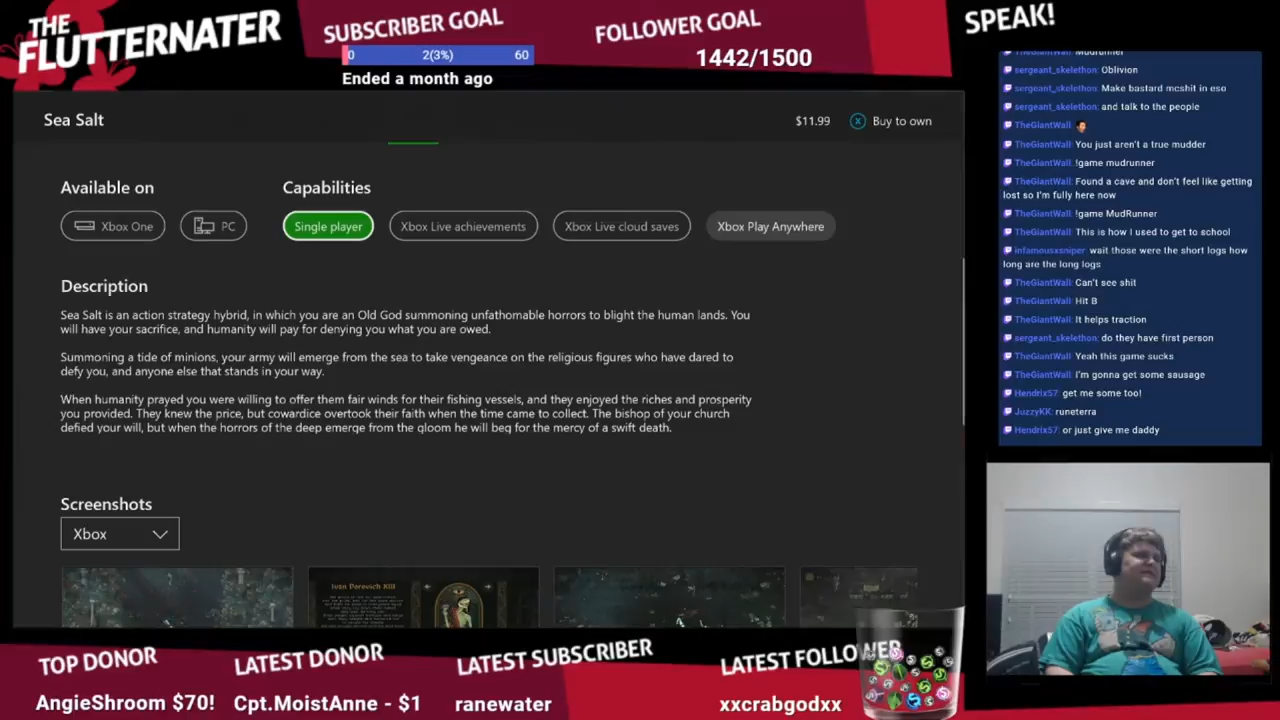 THE
FLUTTERNATER
SUBSCRIBER GOAL
0 2(3%) 60
Ended a month ago
FOLLOWER GOAL
1442/1500
SPEAK!
Sea Salt
$11.99 X Buy to own
Available on
Xbox One PC
Capabilities
Single player Xbox Live achievements Xbox Live cloud saves Xbox Play Anywhere
Description
Sea Salt is an action strategy hybrid, in which you are an Old God summoning unfathomable horrors to blight the human lands. You
will have your sacrifice, and humanity will pay for denying you what you are owed.
Summoning a tide of minions, your army will emerge from the sea to take vengeance on the religious figures who have dared to
defy you, and anyone else that stands in your way.
When humanity prayed you were willing to offer them fair winds for their fishing vessels, and they enjoyed the riches and prosperity
you provided. They knew the price, but cowardice overtook their faith when the time came to collect. The bishop of your church
defied your will, but when the horrors of the deep emerge from the gloom he will beg for the mercy of a swift death.
Screenshots
Xbox
Ivan Perovich Kill
TheGiantWall: Mudrunner
sergeant_skelethon: Oblivion
sergeant_skelethon: Make bastard mcshit in eso
sergeant_skelethon: and talk to the people
TheGiantWall:
TheGiantWall: You just aren't a true mudder
TheGiantWall: !game mudrunner
TheGiantWall: Found a cave and don't feel like getting
lost so I'm fully here now
TheGiantWall: !game MudRunner
TheGiantWall: This is how I used to get to school
infamousxsniper: wait those were the short logs how
long are the long logs
TheGiantWall: Can't see shit
TheGiantWall: Hit B
TheGiantWall: It helps traction
sergeant_skelethon: do they have first person
TheGiantWall: Yeah this game sucks
TheGiantWall: I'm gonna get some sausage
Hendrix57: get me some too!
JuzzyKK: runeterra
Hendrix57: or just give me daddy
TOP DONOR
AngieShroom $70!
LATEST DONOR
Cpt.MoistAnne - $1
LATEST SUBSCRIBER
ranewater
LATEST FOLLOWER
xxcrabgodxx